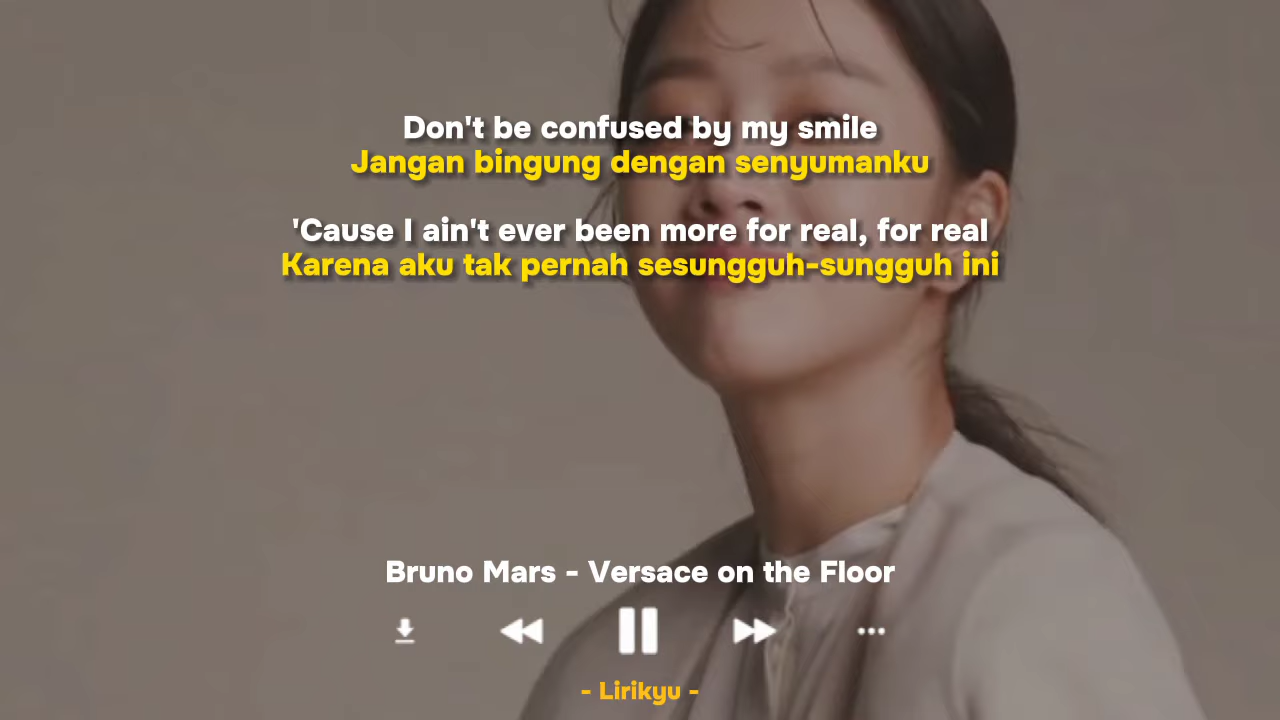 Don't be confused by my smile
Jangan bingung dengan senyumanku
'Cause I ain't ever been more for real, for real
Karena aku tak pernah sesungguh-sungguh ini
Bruno Mars - Versace on the Floor
- Lirikyu -